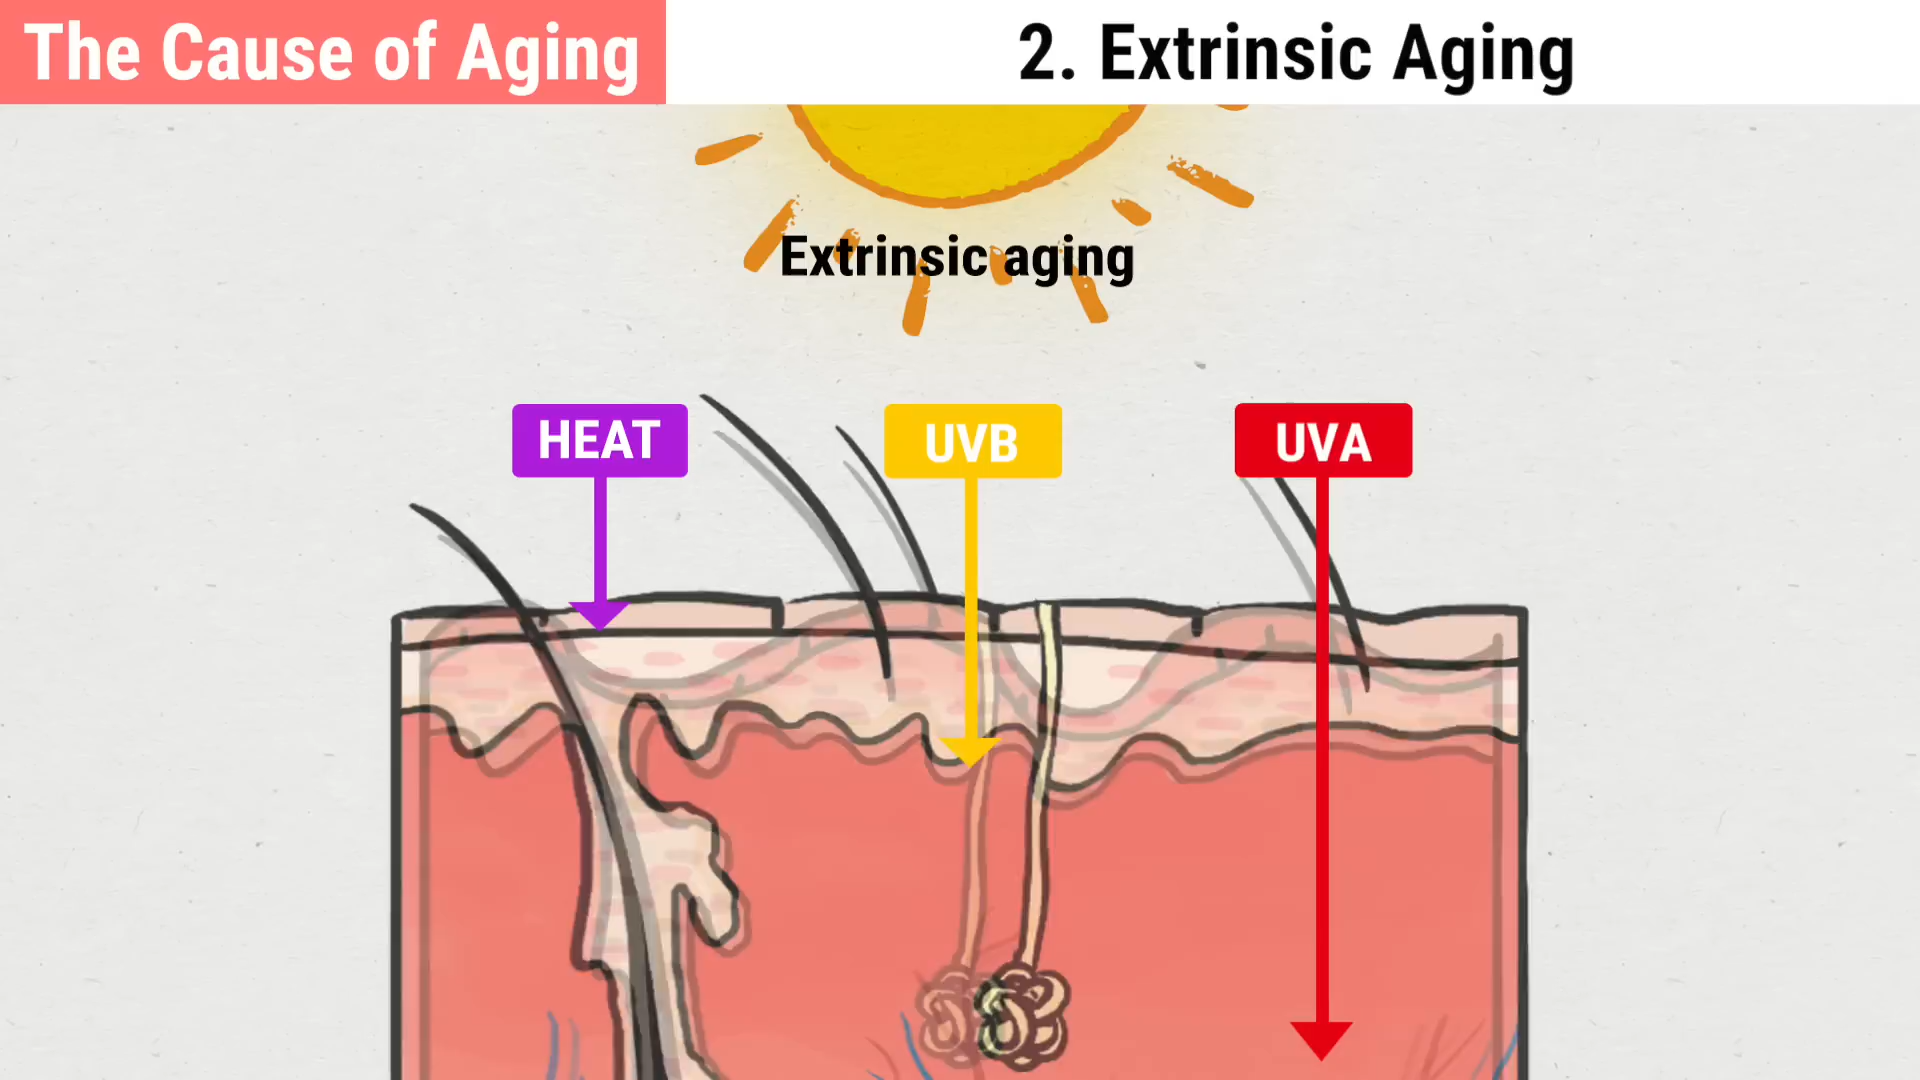 The Cause of Aging
2. Extrinsic Aging
Extrinsic aging
HEAT
UVB
UVA